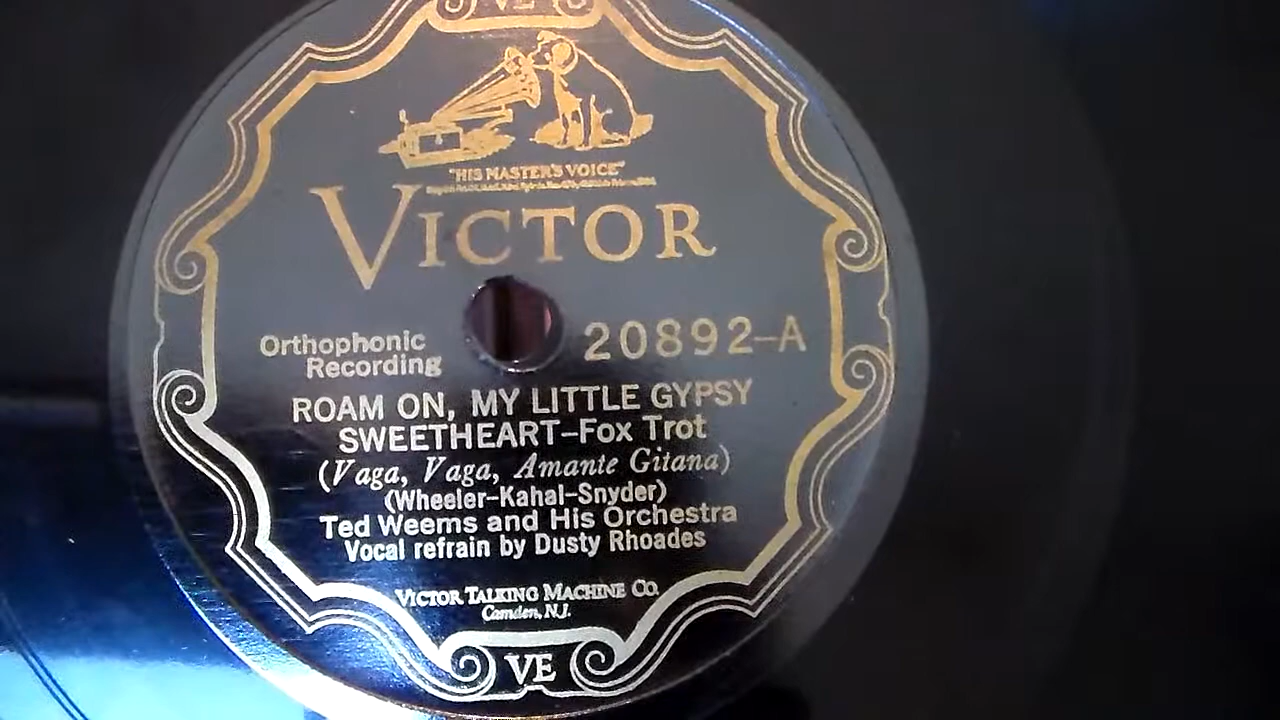 VE
"HIS MASTER'S VOICE"
VICTOR
Orthophonic
Recording
20892-A
ROAM ON, MY LITTLE GYPSY
SWEETHEART-Fox Trot
(Vaga, Vaga, Amante Gitana)
(Wheeler-Kahal-Snyder)
Ted Weems and His Orchestra
Vocal refrain by Dusty Rhoades
VICTOR TALKING MACHINE CO.
Camden, N.J.
VE